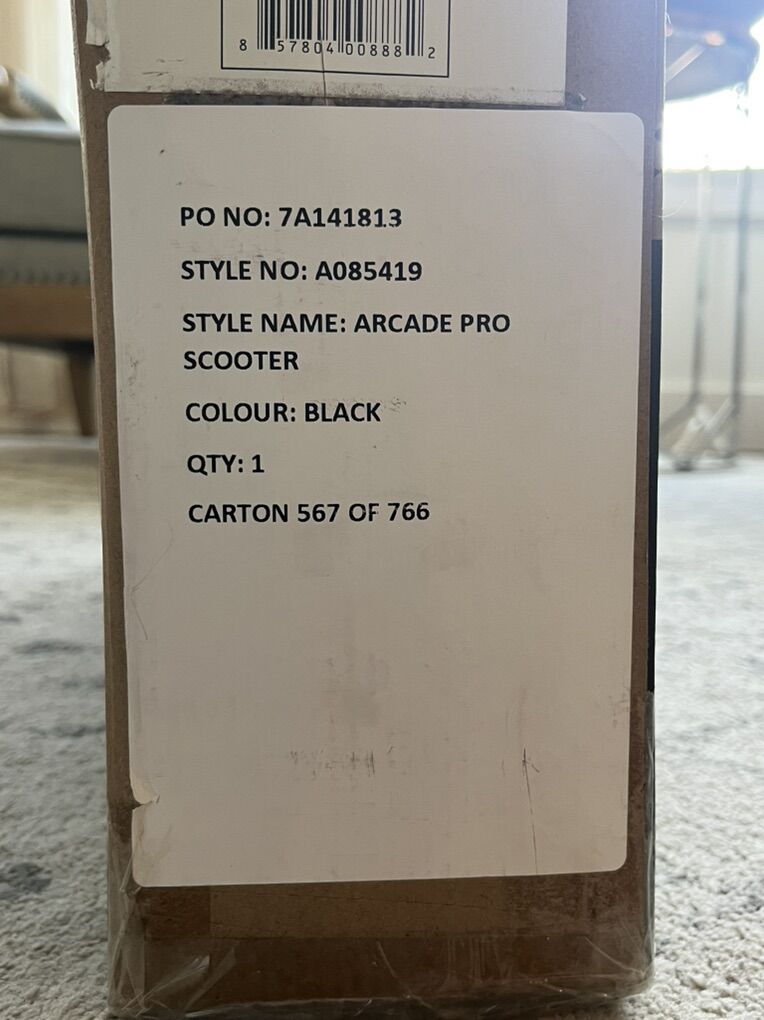 8 57804 00888 2
PO NO: 7A141813
STYLE NO: A085419
STYLE NAME: ARCADE PRO
SCOOTER
COLOUR: BLACK
QTY: 1
CARTON 567 OF 766